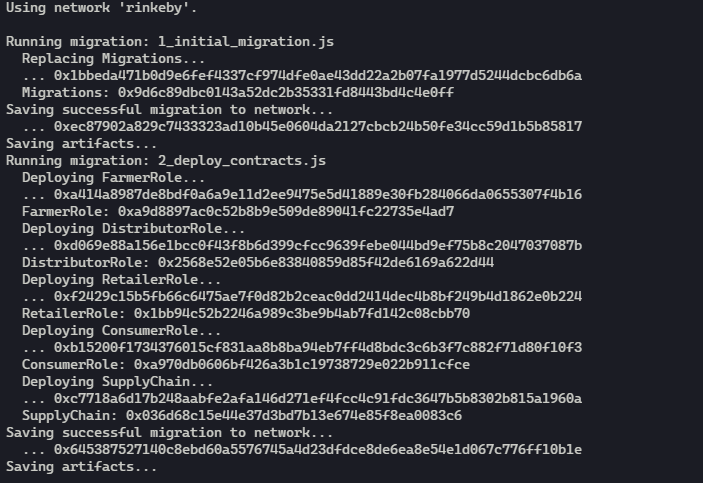 Using network 'rinkeby'.
Running migration: 1_initial_migration.js
Replacing Migrations...
... 0x1bbeda471b0d9e6fef4337cf974dfe0ae43dd22a2b07fa1977d5244dcbc6db6a
Migrations: 0x9d6c89dbc0143a52dc2b35331fd8443bd4c4e0ff
Saving successful migration to network...
... 0xec87902a829c7433323ad10b45e0604da2127cbcb24b50fe34cc59d1b5b85817
Saving artifacts...
Running migration: 2_deploy_contracts.js
Deploying FarmerRole...
... 0xa414a8987de8bdf0a6a9e11d2ee9475e5d41889e30fb284066da0655307f4b16
FarmerRole: 0xa9d8897ac0c52b8b9e509de89041fc22735e4ad7
Deploying DistributorRole...
... 0xd069e88a156e1bcc0f43f8b6d399cfcc9639febe044bd9ef75b8c2047037087b
DistributorRole: 0x2568e52e05b6e83840859d85f42de6169a622d44
Deploying RetailerRole...
... 0xf2429c15b5fb66c6475ae7f0d82b2ceac0dd2414dec4b8bf249b4d1862e0b224
RetailerRole: 0x1bb94c52b2246a989c3be9b4ab7fd142c08cbb70
Deploying ConsumerRole...
... 0xb15200f1734376015cf831aa8b8ba94eb7ff4d8bdc3c6b3f7c882f71d80f10f3
ConsumerRole: 0xa970db0606bf426a3b1c19738729e022b911cfce
Deploying SupplyChain...
... 0xc7718a6d17b248aabfe2afa146d271ef4fcc4c91fdc3647b5b8302b815a1960a
SupplyChain: 0x036d68c15e44e37d3bd7b13e674e85f8ea0083c6
Saving successful migration to network...
... 0x645387527140c8ebd60a5576745a4d23dfdce8de6ea8e54e1d067c776ff10b1e
Saving artifacts...